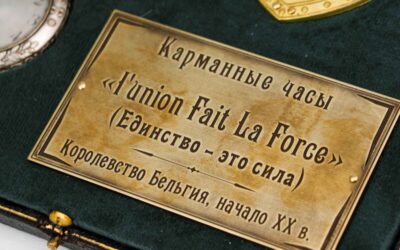 Карманные часы
«l'union Fait La Force»
(Единство – это сила)
Королевство Бельгия, начало XX в.